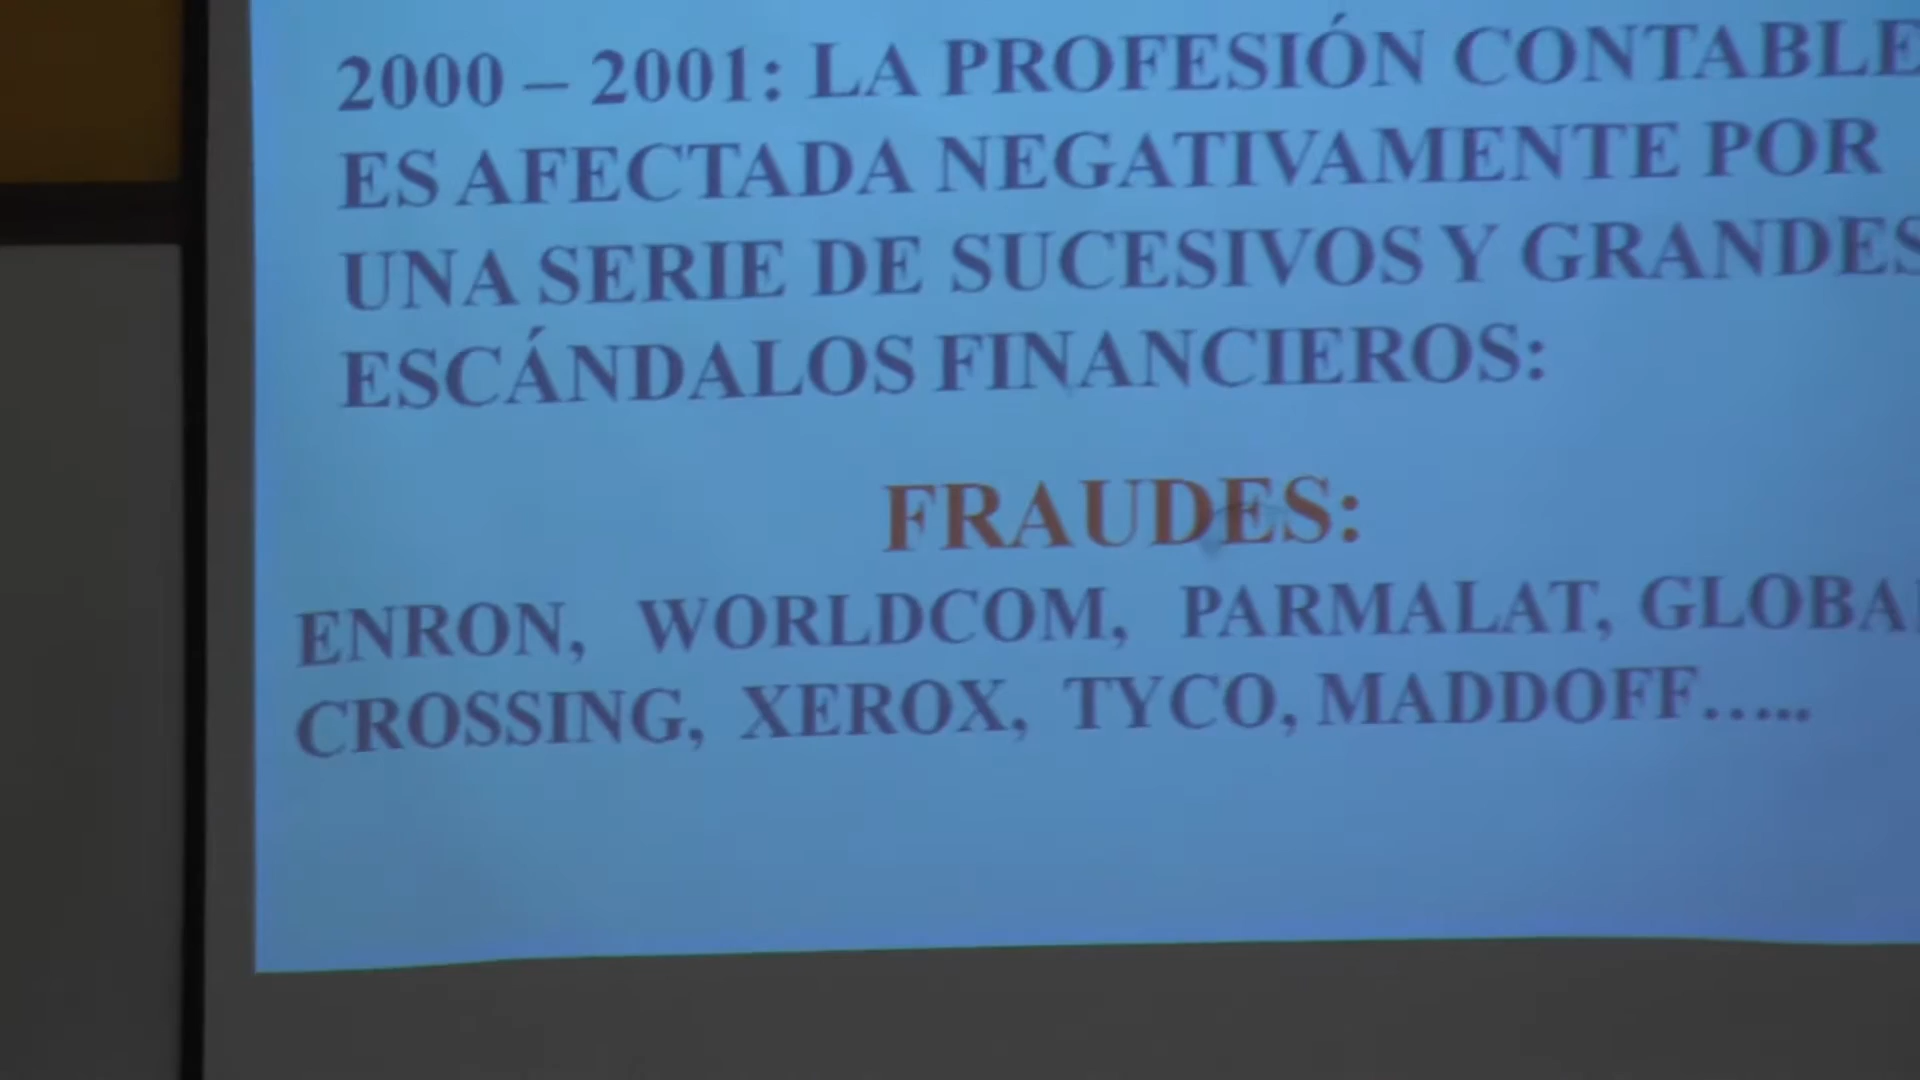 2000 – 2001: LA PROFESIÓN CONTABLE
ES AFECTADA NEGATIVAMENTE POR
UNA SERIE DE SUCESIVOS Y GRANDES
ESCÁNDALOS FINANCIEROS:
FRAUDES:
ENRON, WORLDCOM, PARMALAT, GLOBAL
CROSSING, XEROX, TYCO, MADDOFF…..